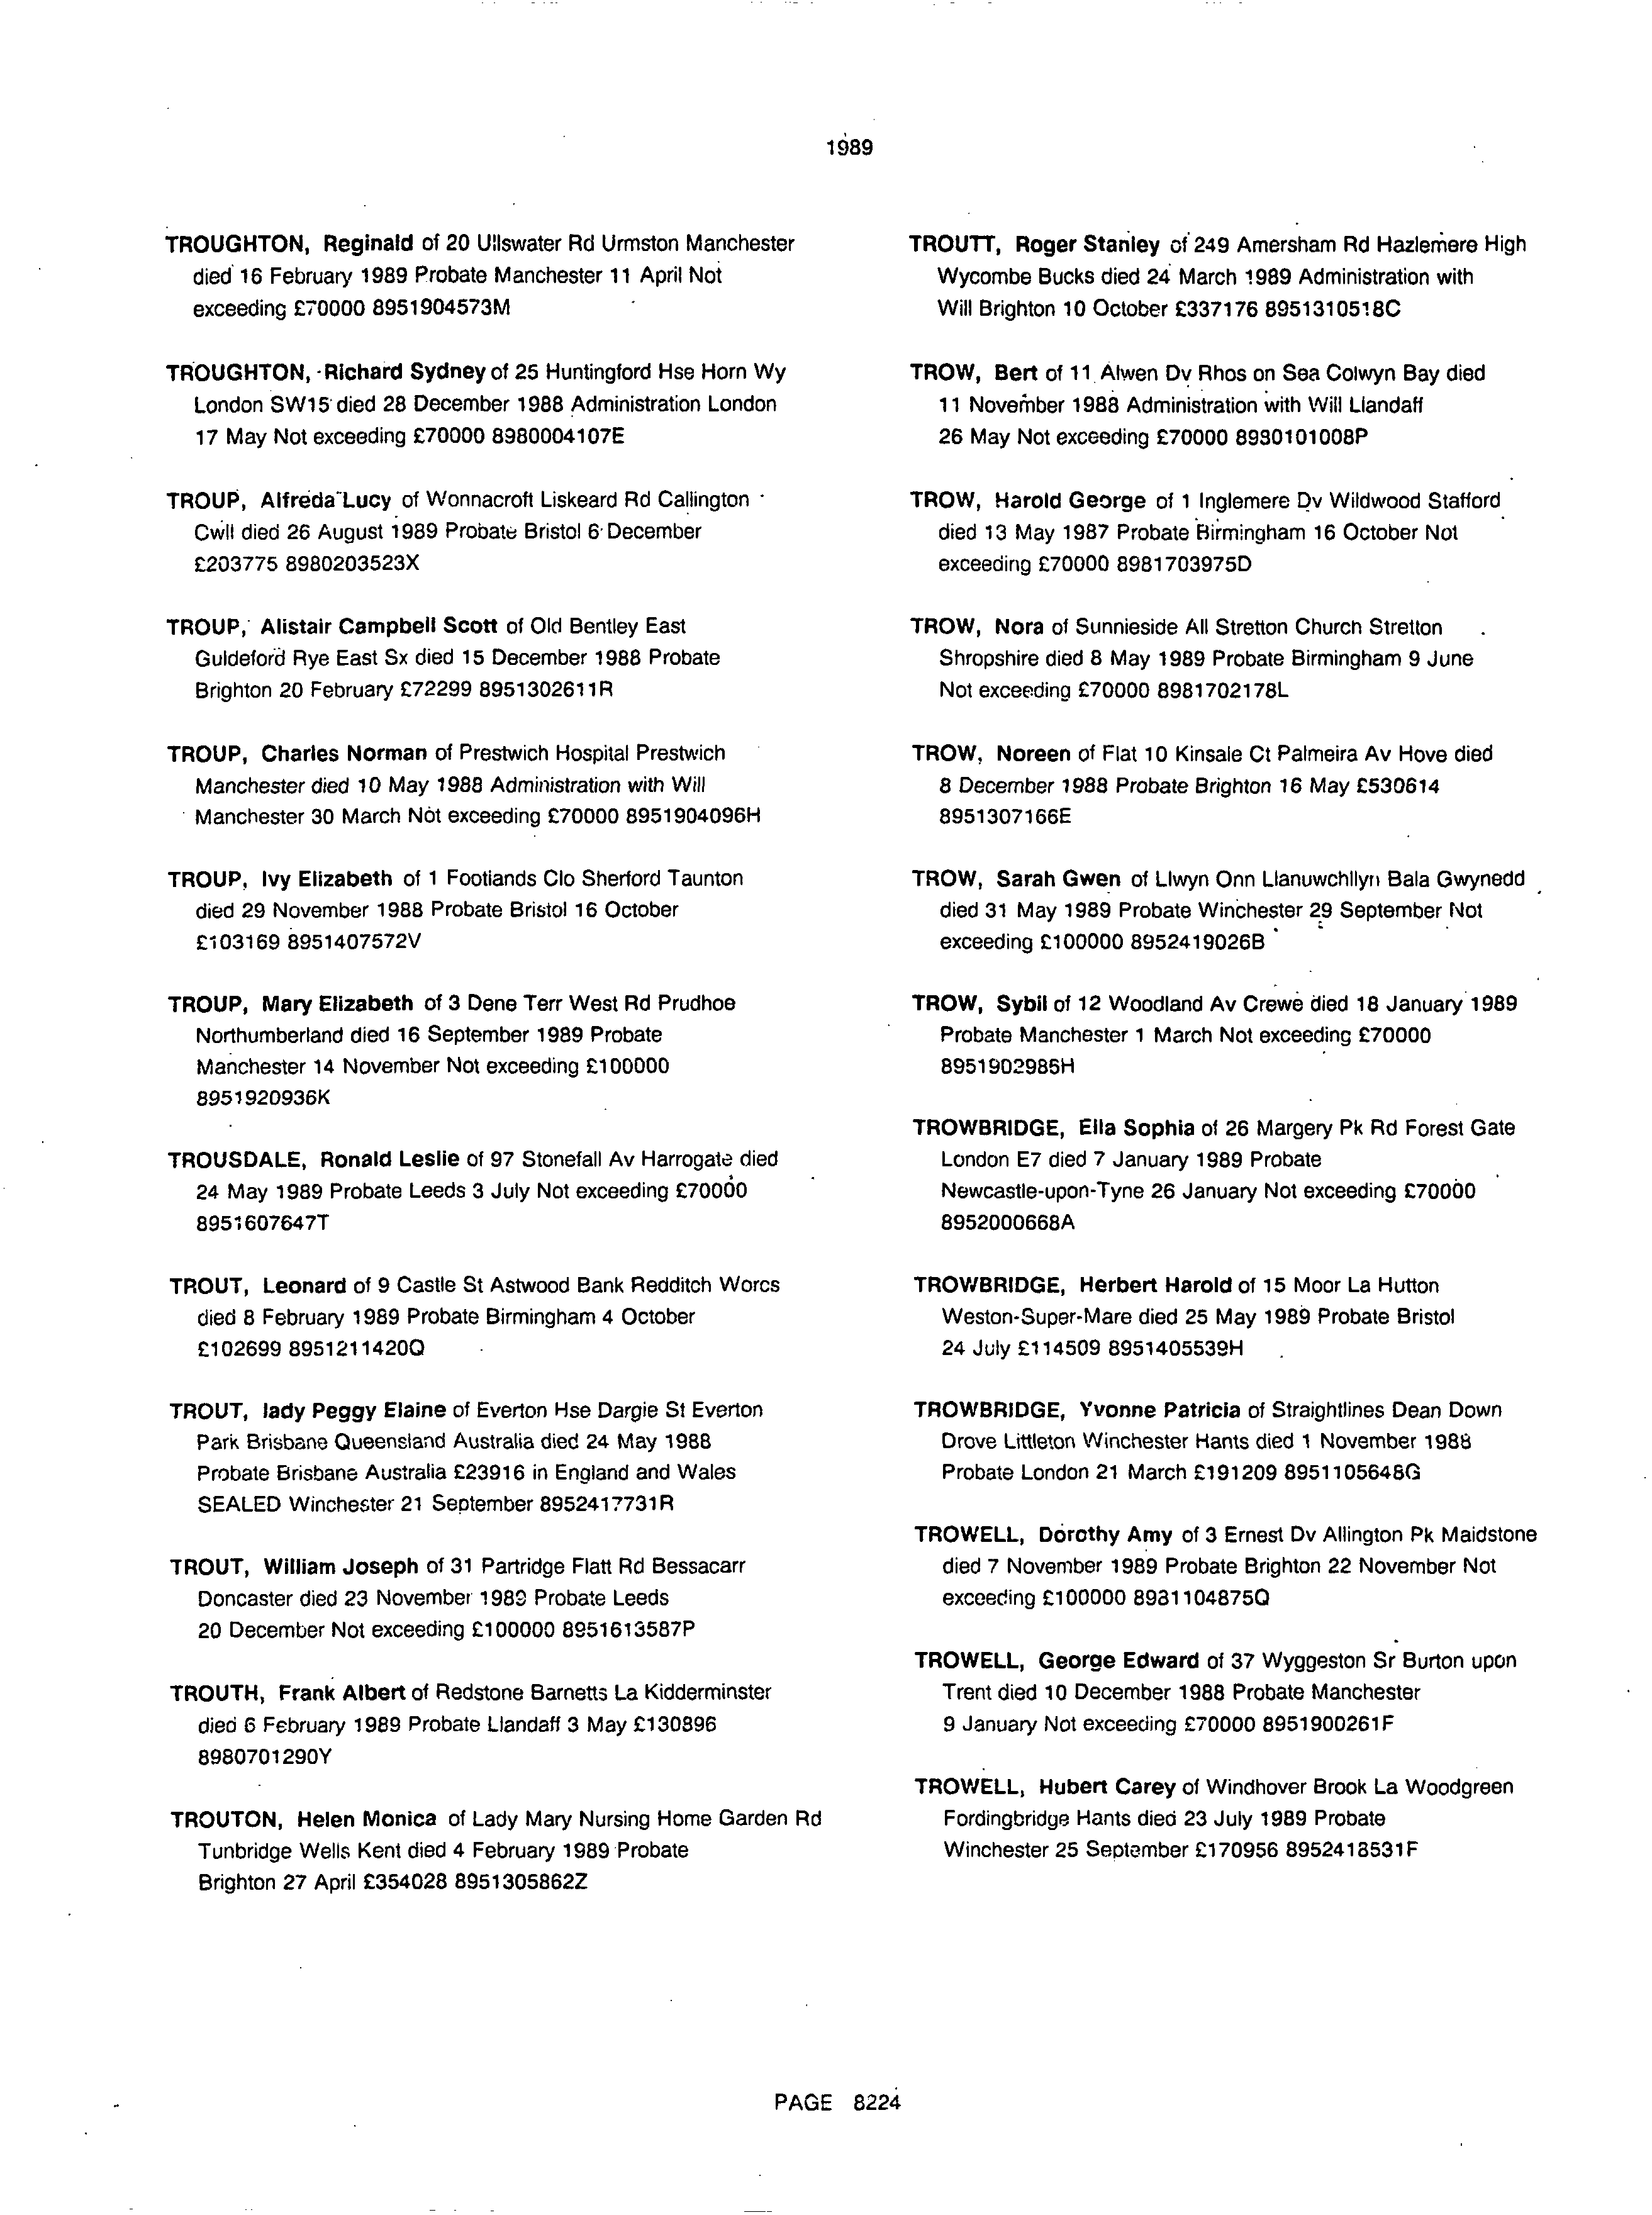 1989
TROUGHTON, Reginald of 20 Ullswater Rd Urmston Manchester
died 16 February 1989 Probate Manchester 11 April Not
exceeding £70000 8951904573M
TROUGHTON, Richard Sydney of 25 Huntingford Hse Horn Wy
London SW15 died 28 December 1988 Administration London
17 May Not exceeding £70000 8980004107E
TROUP, Alfreda Lucy of Wonnacroft Liskeard Rd Callington
Cwll died 26 August 1989 Probate Bristol 6 December
£203775 8980203523X
TROUP, Alistair Campbell Scott of Old Bentley East
Guldeford Rye East Sx died 15 December 1988 Probate
Brighton 20 February £72299 8951302611R
TROUP, Charles Norman of Prestwich Hospital Prestwich
Manchester died 10 May 1988 Administration with Will
Manchester 30 March Not exceeding £70000 8951904096H
TROUP, Ivy Elizabeth of 1 Footlands Clo Sherford Taunton
died 29 November 1988 Probate Bristol 16 October
£103169 8951407572V
TROUP, Mary Elizabeth of 3 Dene Terr West Rd Prudhoe
Northumberland died 16 September 1989 Probate
Manchester 14 November Not exceeding £100000
8951920936K
TROUSDALE, Ronald Leslie of 97 Stonefall Av Harrogate died
24 May 1989 Probate Leeds 3 July Not exceeding £70000
8951607647T
TROUT, Leonard of 9 Castle St Astwood Bank Redditch Worcs
died 8 February 1989 Probate Birmingham 4 October
£102699 8951211420Q
TROUT, lady Peggy Elaine of Everton Hse Dargie St Everton
Park Brisbane Queensland Australia died 24 May 1988
Probate Brisbane Australia £23916 in England and Wales
SEALED Winchester 21 September 8952417731R
TROUT, William Joseph of 31 Partridge Flatt Rd Bessacarr
Doncaster died 23 November 1989 Probate Leeds
20 December Not exceeding £100000 8951613587P
TROUTH, Frank Albert of Redstone Barnetts La Kidderminster
died 6 February 1989 Probate Llandaff 3 May £130896
8980701290Y
TROUTON, Helen Monica of Lady Mary Nursing Home Garden Rd
Tunbridge Wells Kent died 4 February 1989 Probate
Brighton 27 April £354028 8951305862Z
TROUTT, Roger Stanley of 249 Amersham Rd Hazlemere High
Wycombe Bucks died 24 March 1989 Administration with
Will Brighton 10 October £337176 8951310518C
TROW, Bert of 11 Alwen Dv Rhos on Sea Colwyn Bay died
11 November 1988 Administration with Will Llandaff
26 May Not exceeding £70000 8980101008P
TROW, Harold George of 1 Inglemere Dv Wildwood Stafford
died 13 May 1987 Probate Birmingham 16 October Not
exceeding £70000 8981703975D
TROW, Nora of Sunnieside All Stretton Church Stretton
Shropshire died 8 May 1989 Probate Birmingham 9 June
Not exceeding £70000 8981702178L
TROW, Noreen of Flat 10 Kinsale Ct Palmeira Av Hove died
8 December 1988 Probate Brighton 16 May £530614
8951307166E
TROW, Sarah Gwen of Llwyn Onn Llanuwchllyn Bala Gwynedd
died 31 May 1989 Probate Winchester 29 September Not
exceeding £100000 8952419026B
TROW, Sybil of 12 Woodland Av Crewe died 18 January 1989
Probate Manchester 1 March Not exceeding £70000
8951902985H
TROWBRIDGE, Ella Sophia of 26 Margery Pk Rd Forest Gate
London E7 died 7 January 1989 Probate
Newcastle-upon-Tyne 26 January Not exceeding £70000
8952000668A
TROWBRIDGE, Herbert Harold of 15 Moor La Hutton
Weston-Super-Mare died 25 May 1989 Probate Bristol
24 July £114509 8951405539H
TROWBRIDGE, Yvonne Patricia of Straightlines Dean Down
Drove Littleton Winchester Hants died 1 November 1988
Probate London 21 March £191209 8951105648G
TROWELL, Dorothy Amy of 3 Ernest Dv Allington Pk Maidstone
died 7 November 1989 Probate Brighton 22 November Not
exceeding £100000 8981104875Q
TROWELL, George Edward of 37 Wyggeston Sr Burton upon
Trent died 10 December 1988 Probate Manchester
9 January Not exceeding £70000 8951900261F
TROWELL, Hubert Carey of Windhover Brook La Woodgreen
Fordingbridge Hants died 23 July 1989 Probate
Winchester 25 September £170956 8952418531F
PAGE 8224